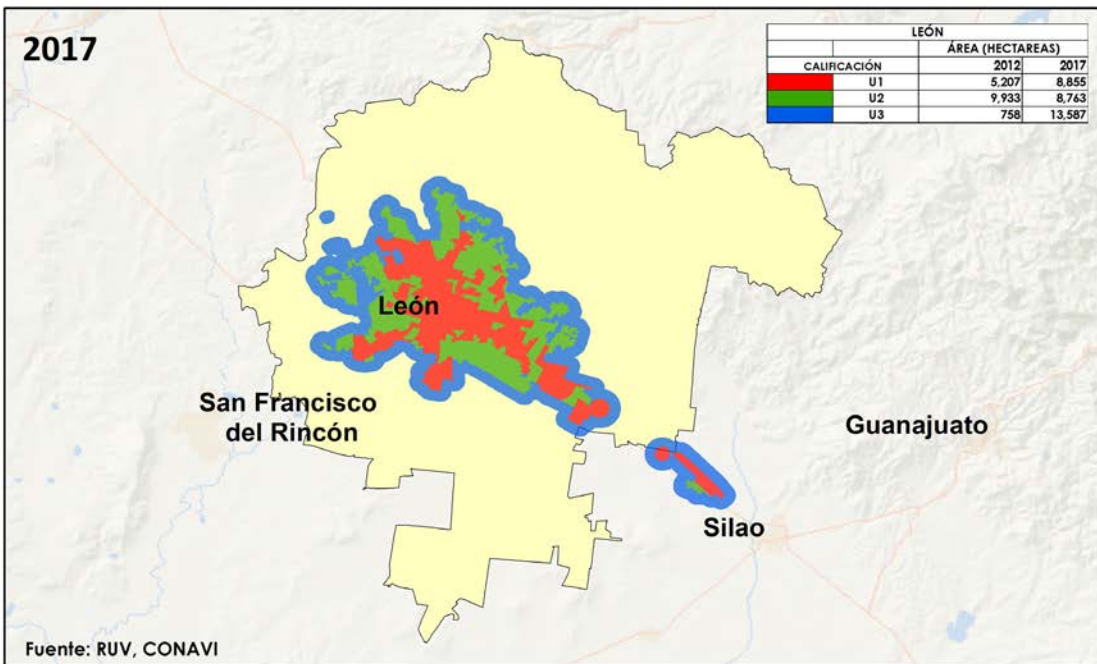 2017
LEÓN
ÁREA (HECTAREAS)
CALIFICACIÓN 2012 2017
U1 5,207 8,855
U2 9,933 8,763
U3 758 13,587
León
San Francisco
del Rincón
Guanajuato
Silao
Fuente: RUV, CONAVI